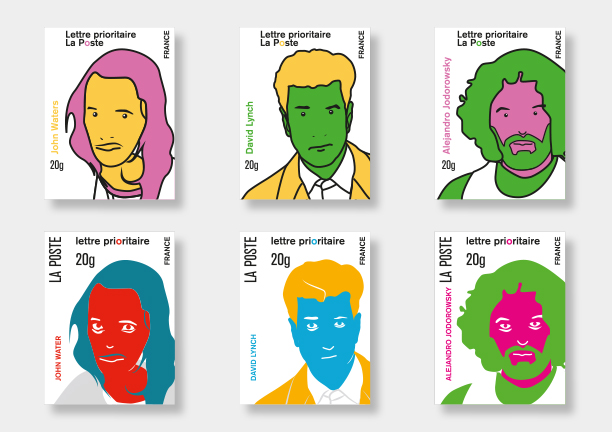 Lettre prioritaire
La Poste
FRANCE
John Waters
20g
Lettre prioritaire
La Poste
FRANCE
David Lynch
20g
Lettre prioritaire
La Poste
FRANCE
Alejandro Jodorowsky
20g
LA POSTE
lettre prioritaire
20g
FRANCE
JOHN WATER
LA POSTE
lettre prioritaire
20g
FRANCE
DAVID LYNCH
LA POSTE
lettre prioritaire
20g
FRANCE
ALEJANDRO JODOROWSKY